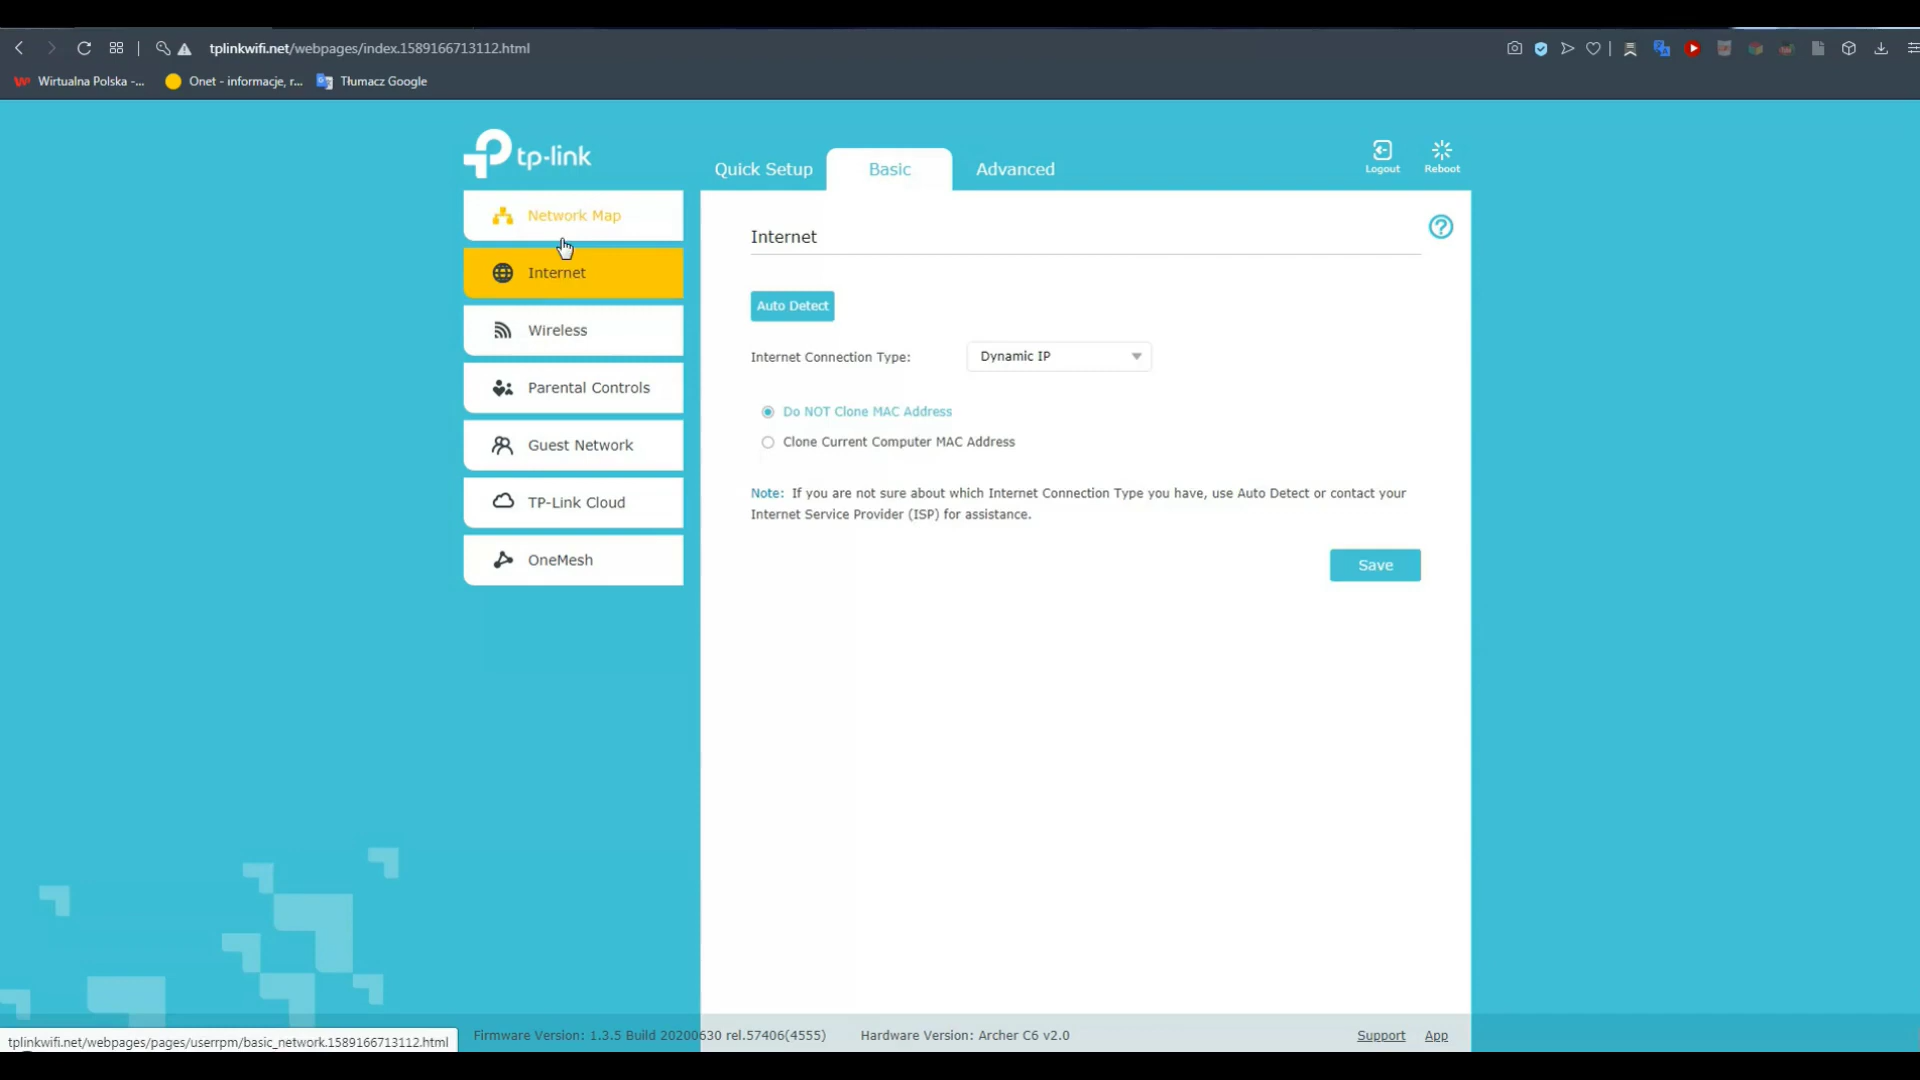 tplinkwifi.net/webpages/index.1589166713112.html
Wirtualna Polska -... Onet - informacje, r... Tłumacz Google
tp-link
Quick Setup Basic Advanced Logout Reboot
Network Map
Internet
Wireless
Parental Controls
Guest Network
TP-Link Cloud
OneMesh
Internet
Auto Detect
Internet Connection Type: Dynamic IP
Do NOT Clone MAC Address
Clone Current Computer MAC Address
Note: If you are not sure about which Internet Connection Type you have, use Auto Detect or contact your
Internet Service Provider (ISP) for assistance.
Save
tplinkwifi.net/webpages/pages/userrpm/basic_network.1589166713112.html
Firmware Version: 1.3.5 Build 20200630 rel.57406(4555) Hardware Version: Archer C6 v2.0 Support App